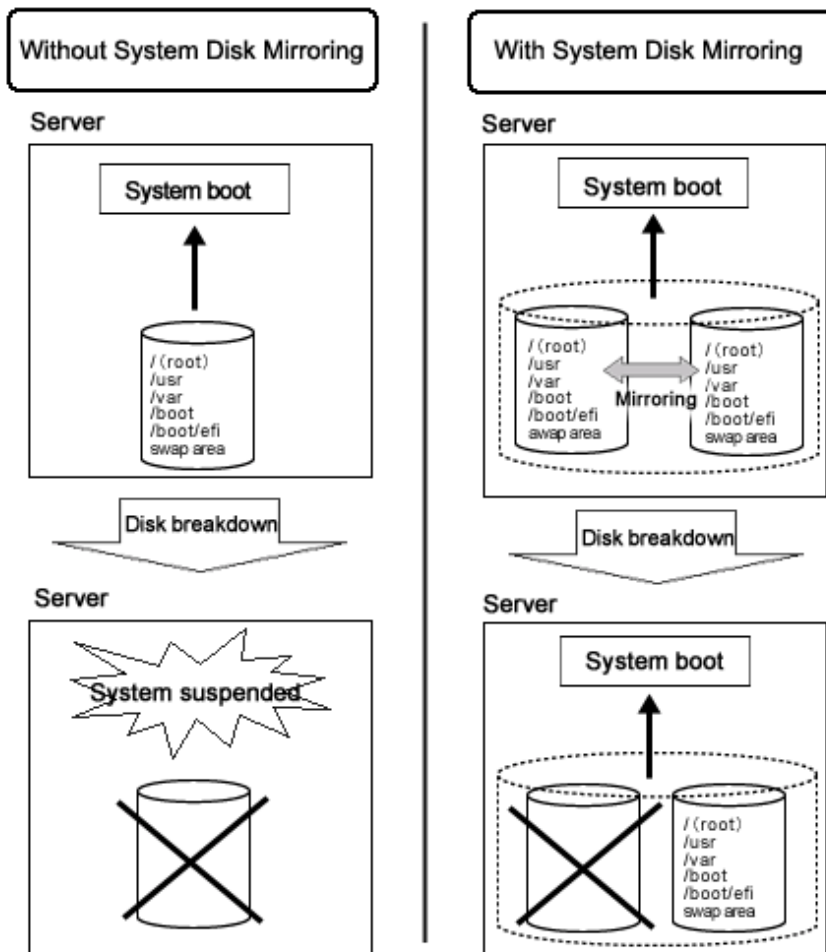 Without System Disk Mirroring
Server
System boot
/ (root)
/usr
/var
/boot
/boot/efi
swap area
Disk breakdown
Server
System suspended
With System Disk Mirroring
Server
System boot
/ (root)
/usr
/var
/boot
/boot/efi
swap area
Mirroring
/ (root)
/usr
/var
/boot
/boot/efi
swap area
Disk breakdown
Server
System boot
/ (root)
/usr
/var
/boot
/boot/efi
swap area